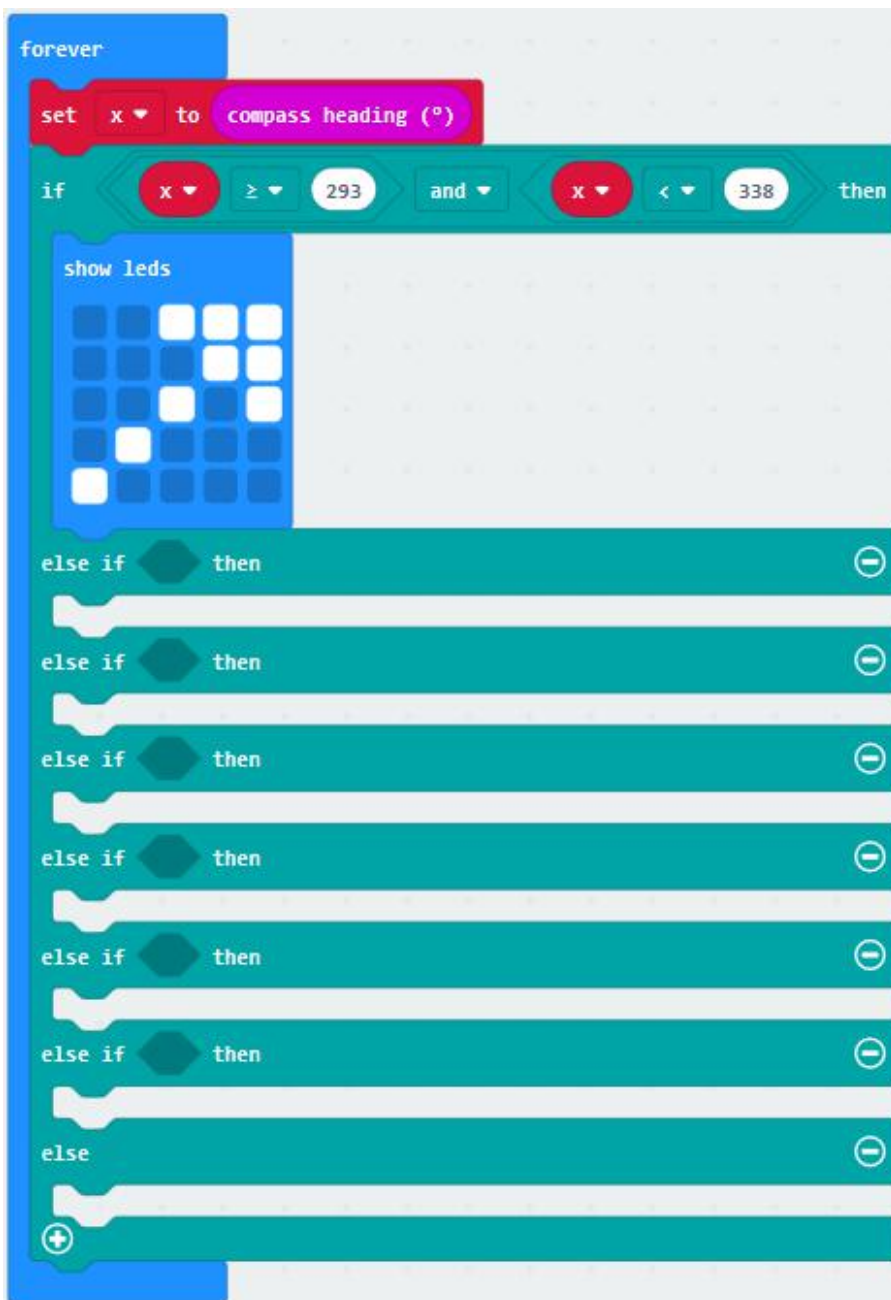 forever
set x to compass heading (°)
if x ≥ 293 and x < 338 then
show leds
else if then
else if then
else if then
else if then
else if then
else if then
else